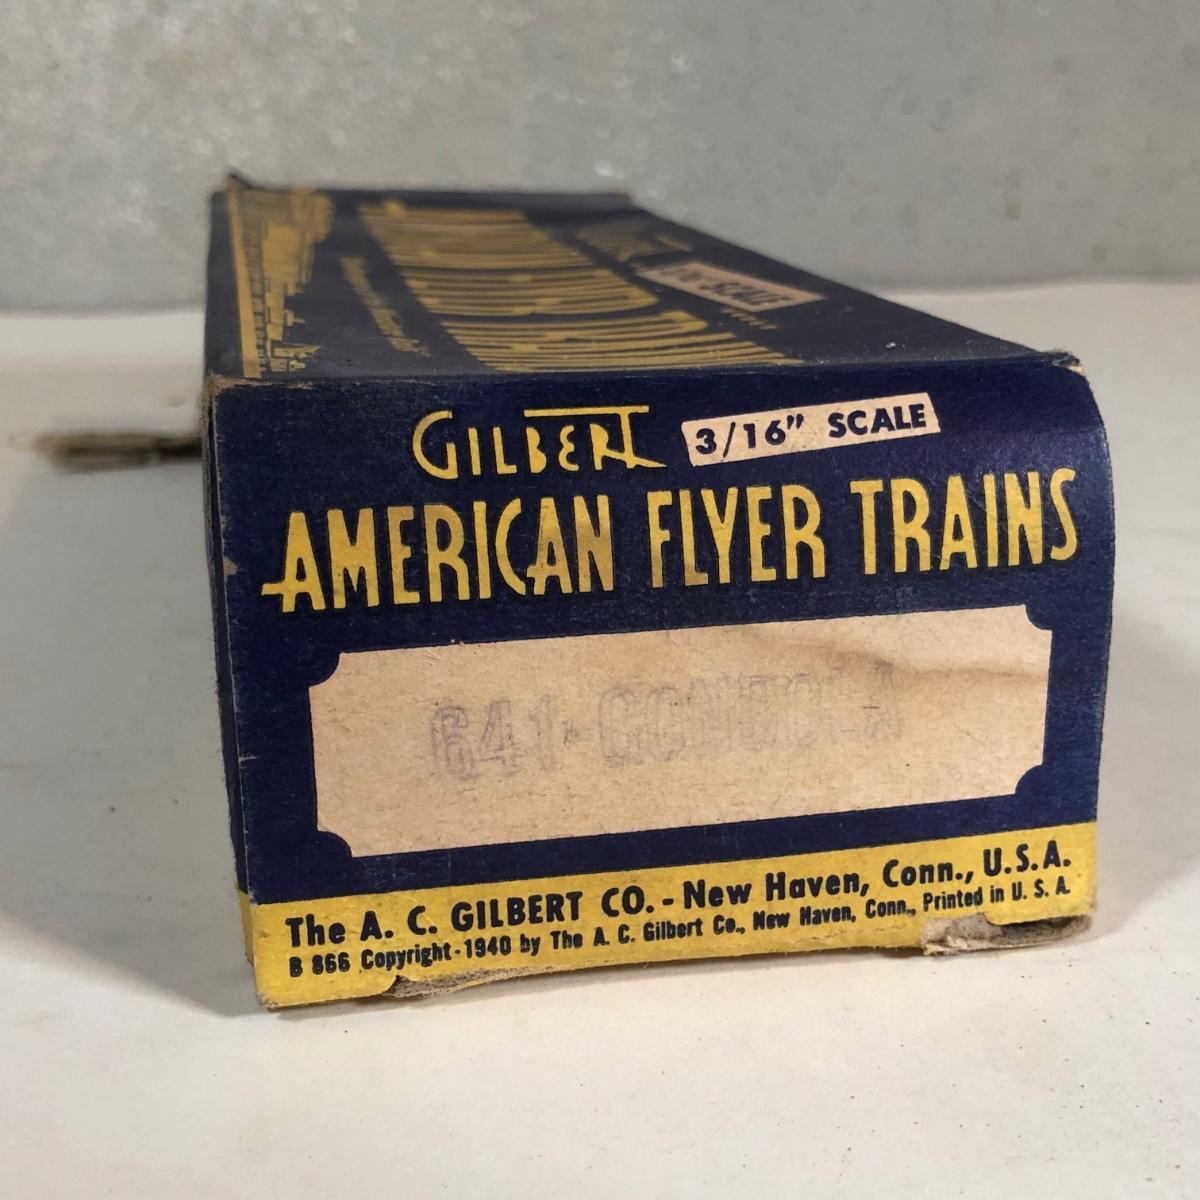 GILBERT 3/16" SCALE
AMERICAN FLYER TRAINS
641-GONDOLA
The A. C. GILBERT CO. - New Haven, Conn., U.S.A.
B 866 Copyright-1940 by The A. C. Gilbert Co., New Haven, Conn., Printed in U. S. A.
SCALE